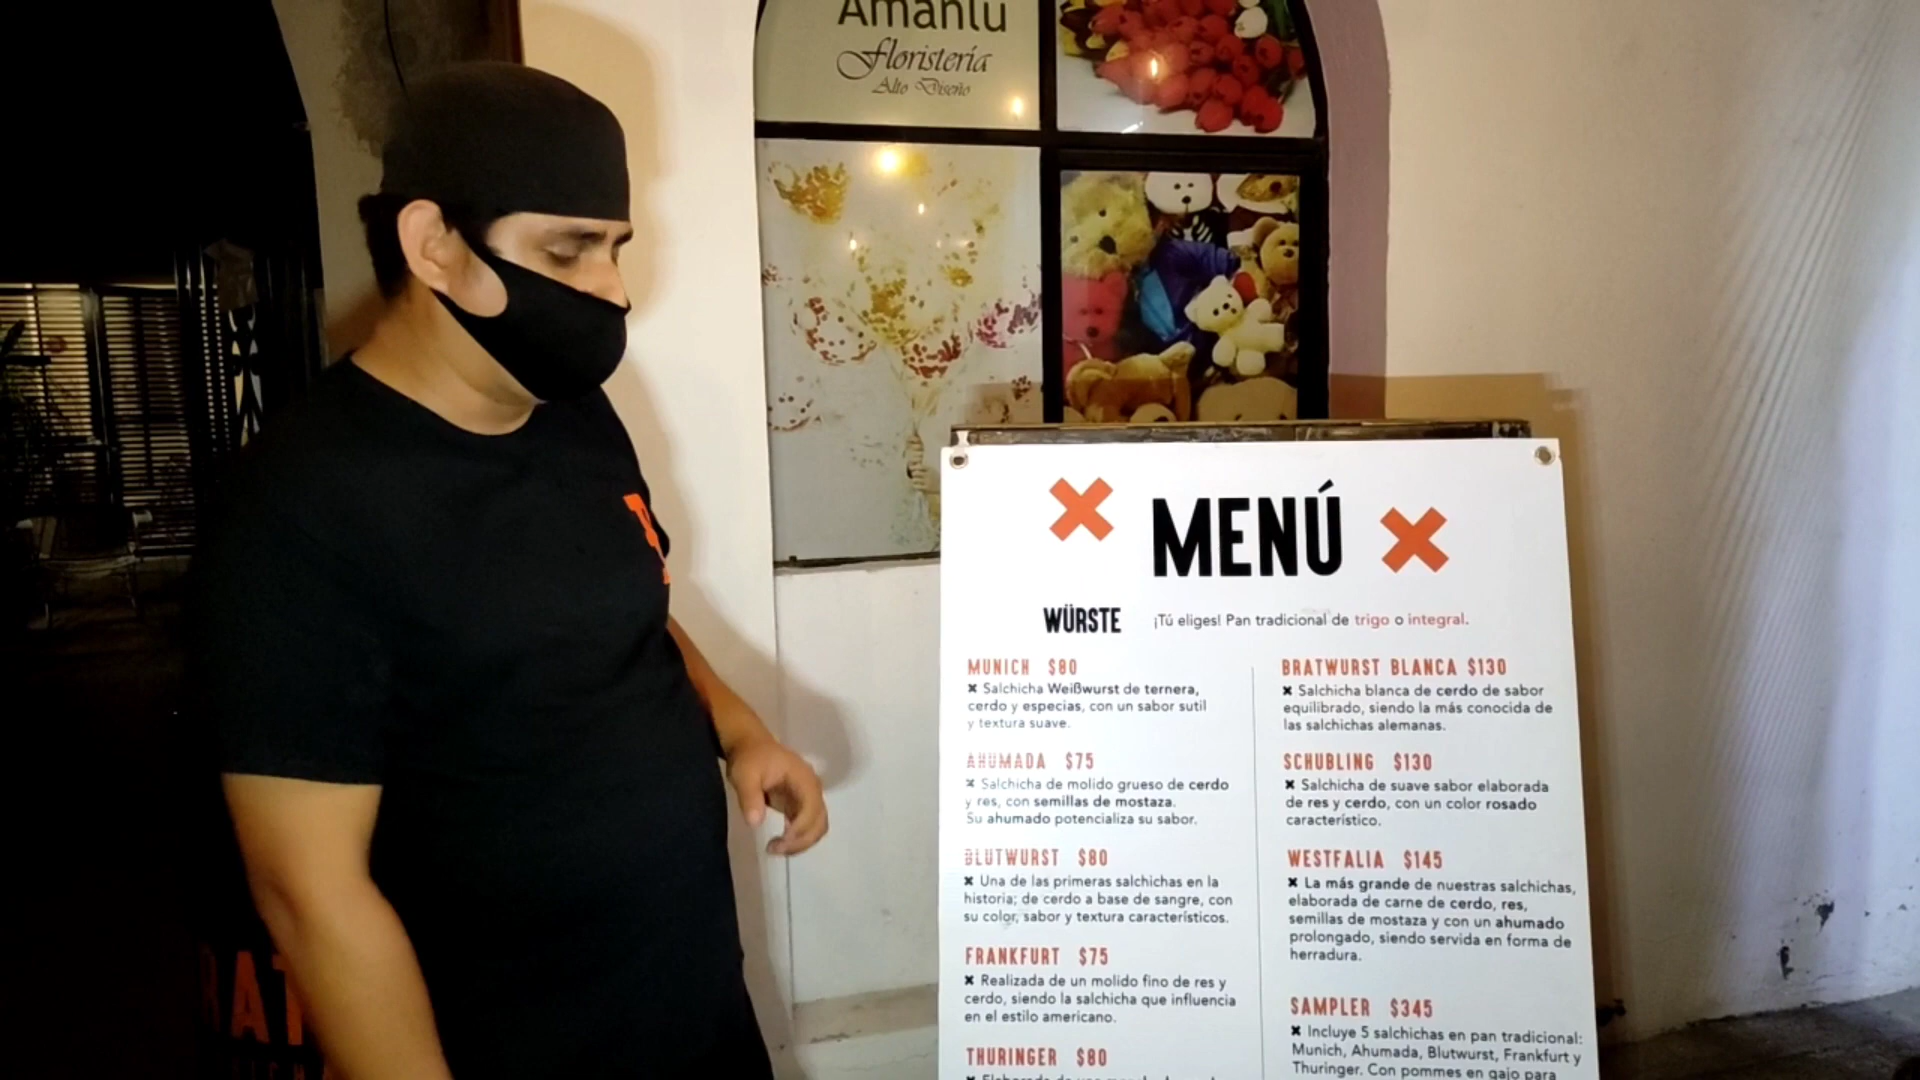 Amanlu
Floristería
Alto Diseño
MENÚ
WÜRSTE ¡Tú eliges! Pan tradicional de trigo o integral.
MUNICH $80
Salchicha Weißwurst de ternera,
cerdo y especias, con un sabor sutil
y textura suave.
AHUMADA $75
Salchicha de molido grueso de cerdo
y res, con semillas de mostaza.
Su ahumado potencializa su sabor.
BLUTWURST $80
Una de las primeras salchichas en la
historia; de cerdo a base de sangre, con
su color, sabor y textura característicos.
FRANKFURT $75
Realizada de un molido fino de res y
cerdo, siendo la salchicha que influencia
en el estilo americano.
THURINGER $80
BRATWURST BLANCA $130
Salchicha blanca de cerdo de sabor
equilibrado, siendo la más conocida de
las salchichas alemanas.
SCHUBLING $130
Salchicha de suave sabor elaborada
de res y cerdo, con un color rosado
característico.
WESTFALIA $145
La más grande de nuestras salchichas,
elaborada de carne de cerdo, res,
semillas de mostaza y con un ahumado
prolongado, siendo servida en forma de
herradura.
SAMPLER $345
Incluye 5 salchichas en pan tradicional:
Munich, Ahumada, Blutwurst, Frankfurt y
Thuringer. Con pommes en gajo para